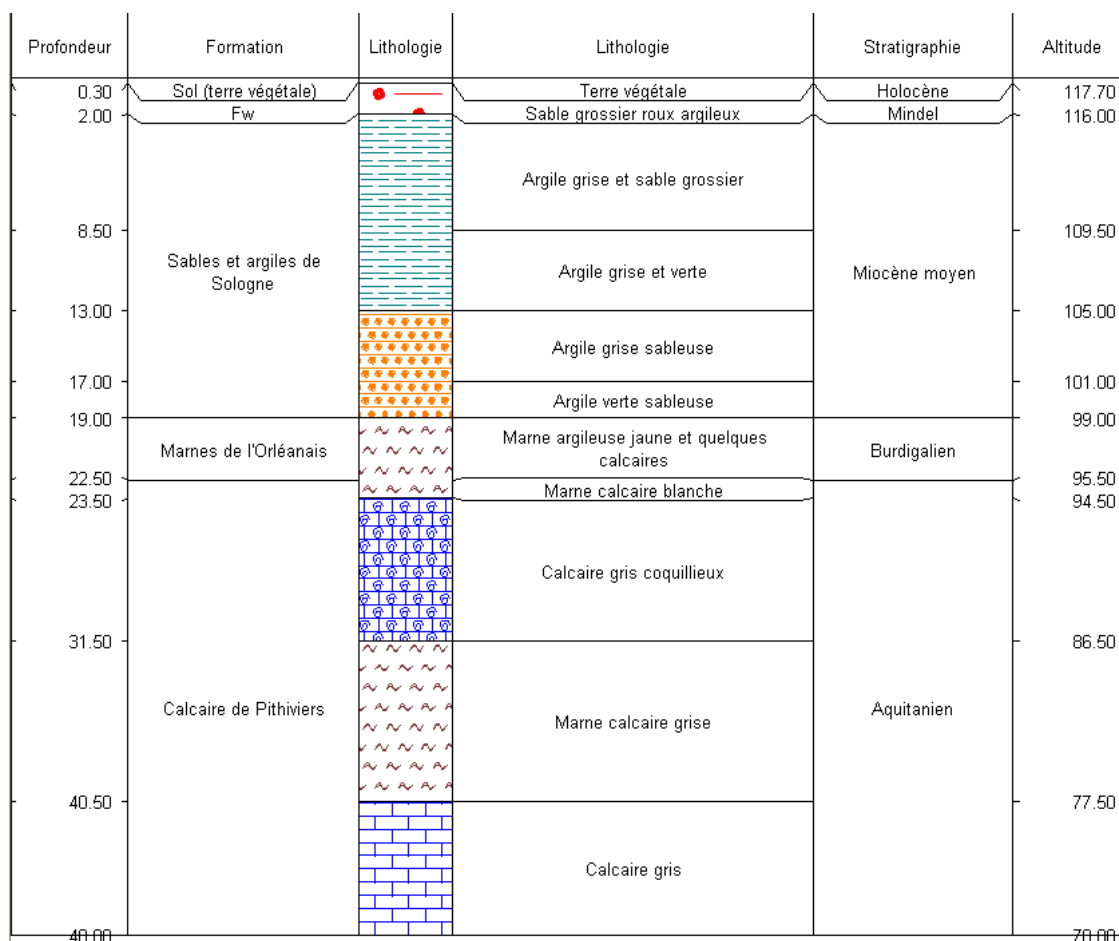 Profondeur Formation Lithologie Lithologie Stratigraphie Altitude
0.30 Sol (terre végétale) Terre végétale Holocène 117.70
2.00 Fw Sable grossier roux argileux Mindel 116.00
Argile grise et sable grossier
8.50 109.50
Sables et argiles de
Sologne
Argile grise et verte
Miocène moyen
13.00 105.00
Argile grise sableuse
17.00 101.00
Argile verte sableuse
19.00 99.00
Marnes de l'Orléanais
Marne argileuse jaune et quelques
calcaires
Burdigalien
22.50 95.50
Marne calcaire blanche
23.50 94.50
Calcaire gris coquillieux
31.50 86.50
Calcaire de Pithiviers
Marne calcaire grise
Aquitanien
40.50 77.50
Calcaire gris
70.00